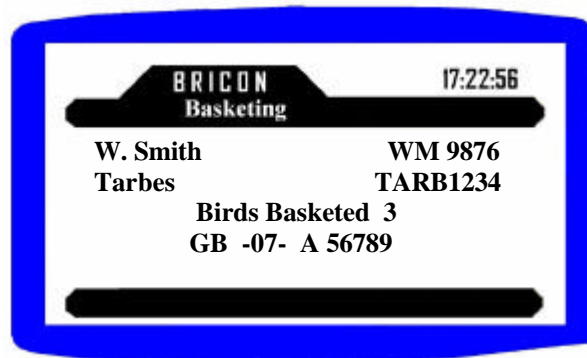 BRICON 17:22:56
Basketing
W. Smith WM 9876
Tarbes TARB1234
Birds Basketed 3
GB -07- A 56789